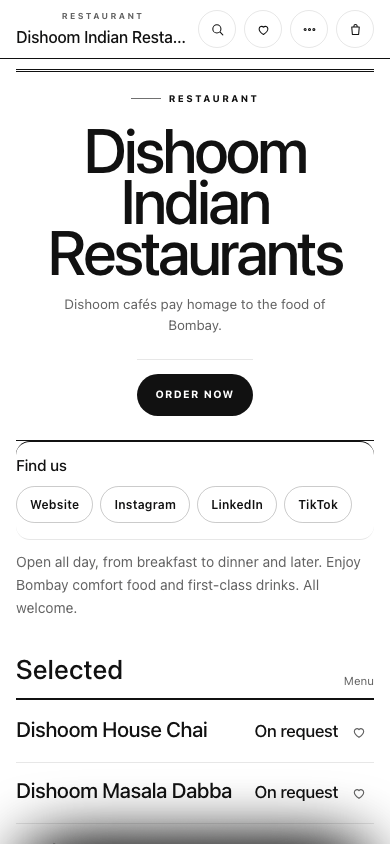 RESTAURANT
Dishoom Indian Resta...
RESTAURANT
Dishoom
Indian
Restaurants
Dishoom cafés pay homage to the food of
Bombay.
ORDER NOW
Find us
Website Instagram LinkedIn TikTok
Open all day, from breakfast to dinner and later. Enjoy
Bombay comfort food and first-class drinks. All
welcome.
Selected Menu
Dishoom House Chai On request
Dishoom Masala Dabba On request